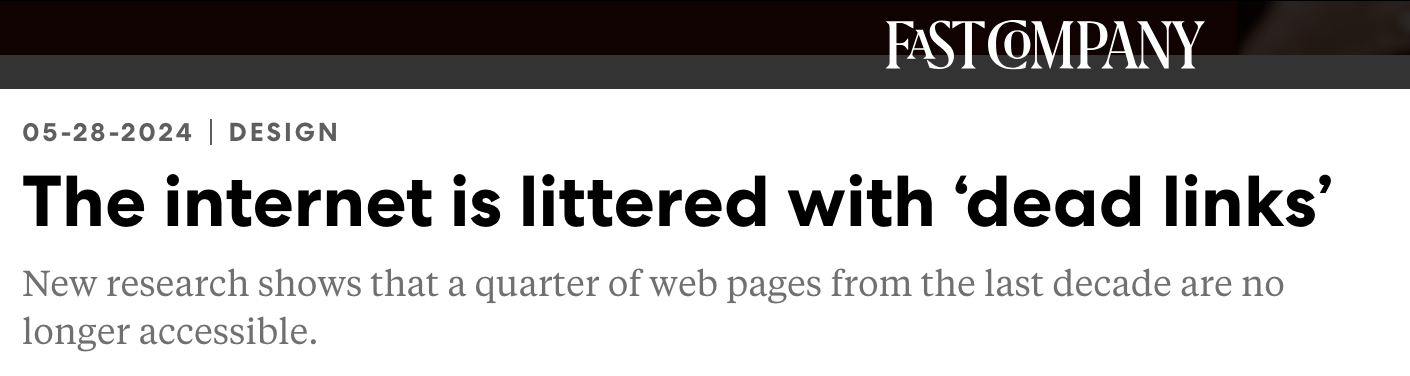 FAST COMPANY
05-28-2024 | DESIGN
The internet is littered with ‘dead links’
New research shows that a quarter of web pages from the last decade are no
longer accessible.